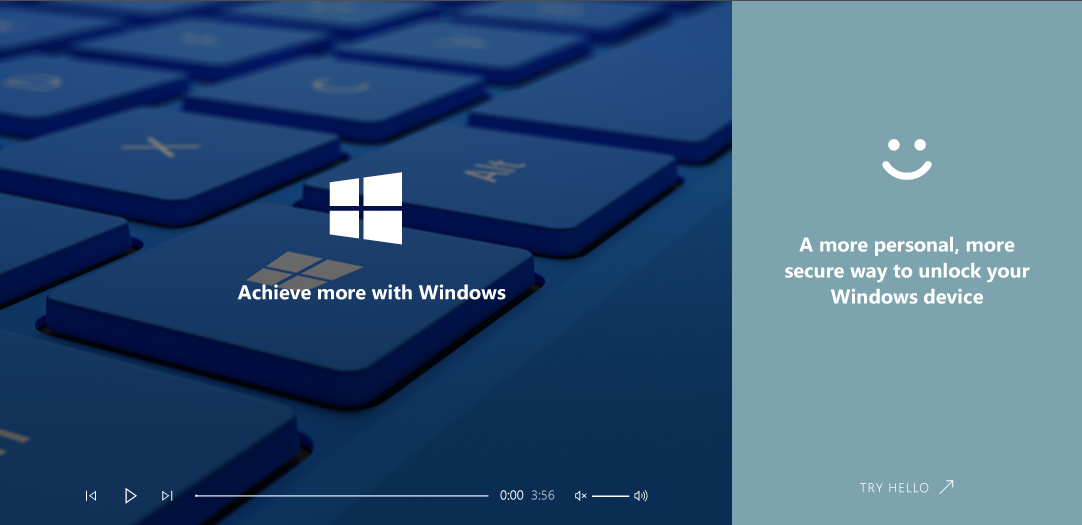 X
Alt
Achieve more with Windows
0:00 3:56
A more personal, more
secure way to unlock your
Windows device
TRY HELLO